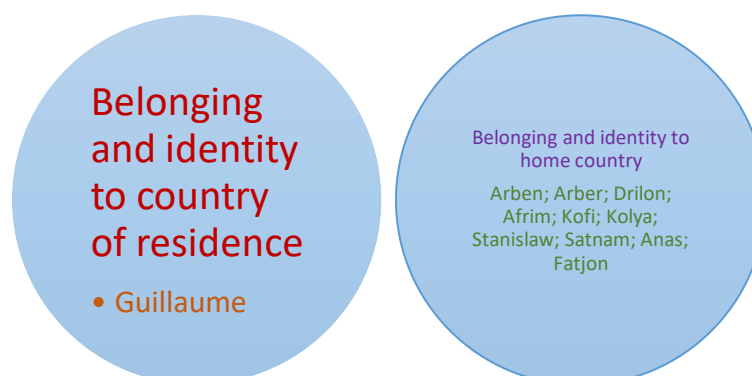 Belonging
and identity
to country
of residence
• Guillaume
Belonging and identity to
home country
Arben; Arber; Drilon;
Afrim; Kofi; Kolya;
Stanislaw; Satnam; Anas;
Fatjon